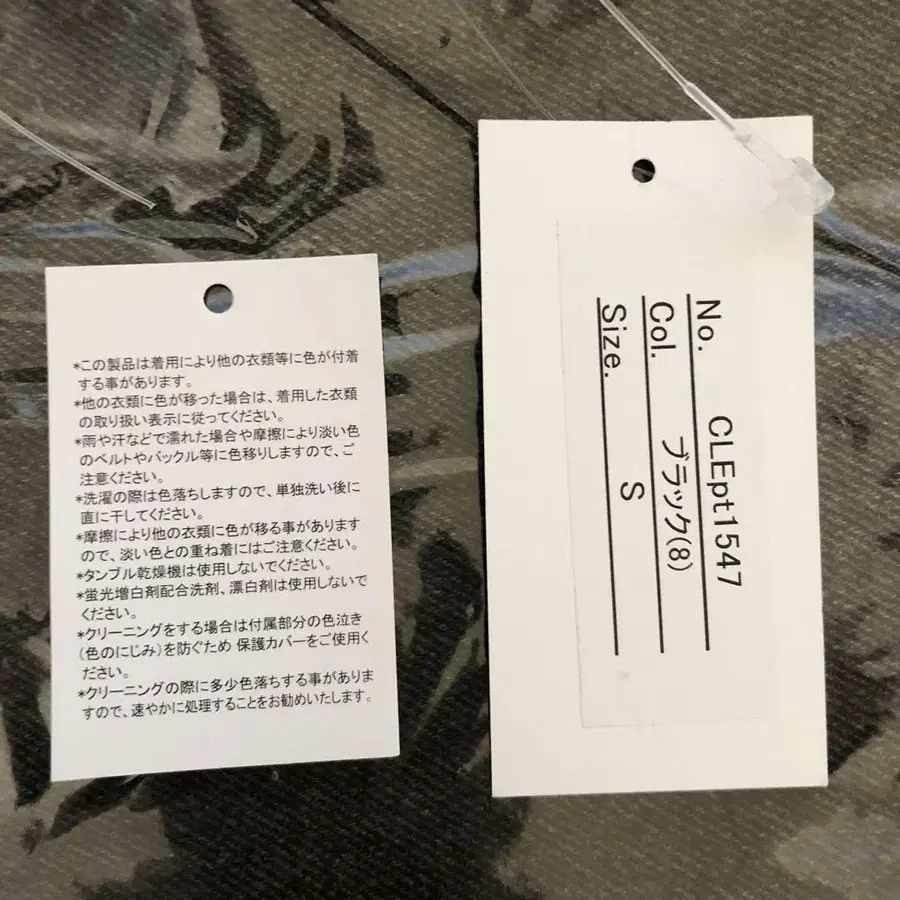 *この製品は着用により他の衣類等に色が付着
する事があります。
*他の衣類に色が移った場合は、着用した衣類
の取り扱い表示に従ってください。
*雨や汗などで濡れた場合や摩擦により淡い色
のベルトやバックル等に色移りしますので、ご
注意ください。
*洗濯の際は色落ちしますので、単独洗い後に
直に干してください。
*摩擦により他の衣類に色が移る事があります
ので、淡い色との重ね着にはご注意ください。
*タンブル乾燥機は使用しないでください。
*蛍光増白剤配合洗剤、漂白剤は使用しないで
ください。
*クリーニングをする場合は付属部分の色泣き
(色のにじみ)を防ぐため 保護カバーをご使用く
ださい。
*クリーニングの際に多少色落ちする事がありま
すので、速やかに処理することをお勧めいたします。
No. CLEpt1547
Col. ブラック(8)
Size. S